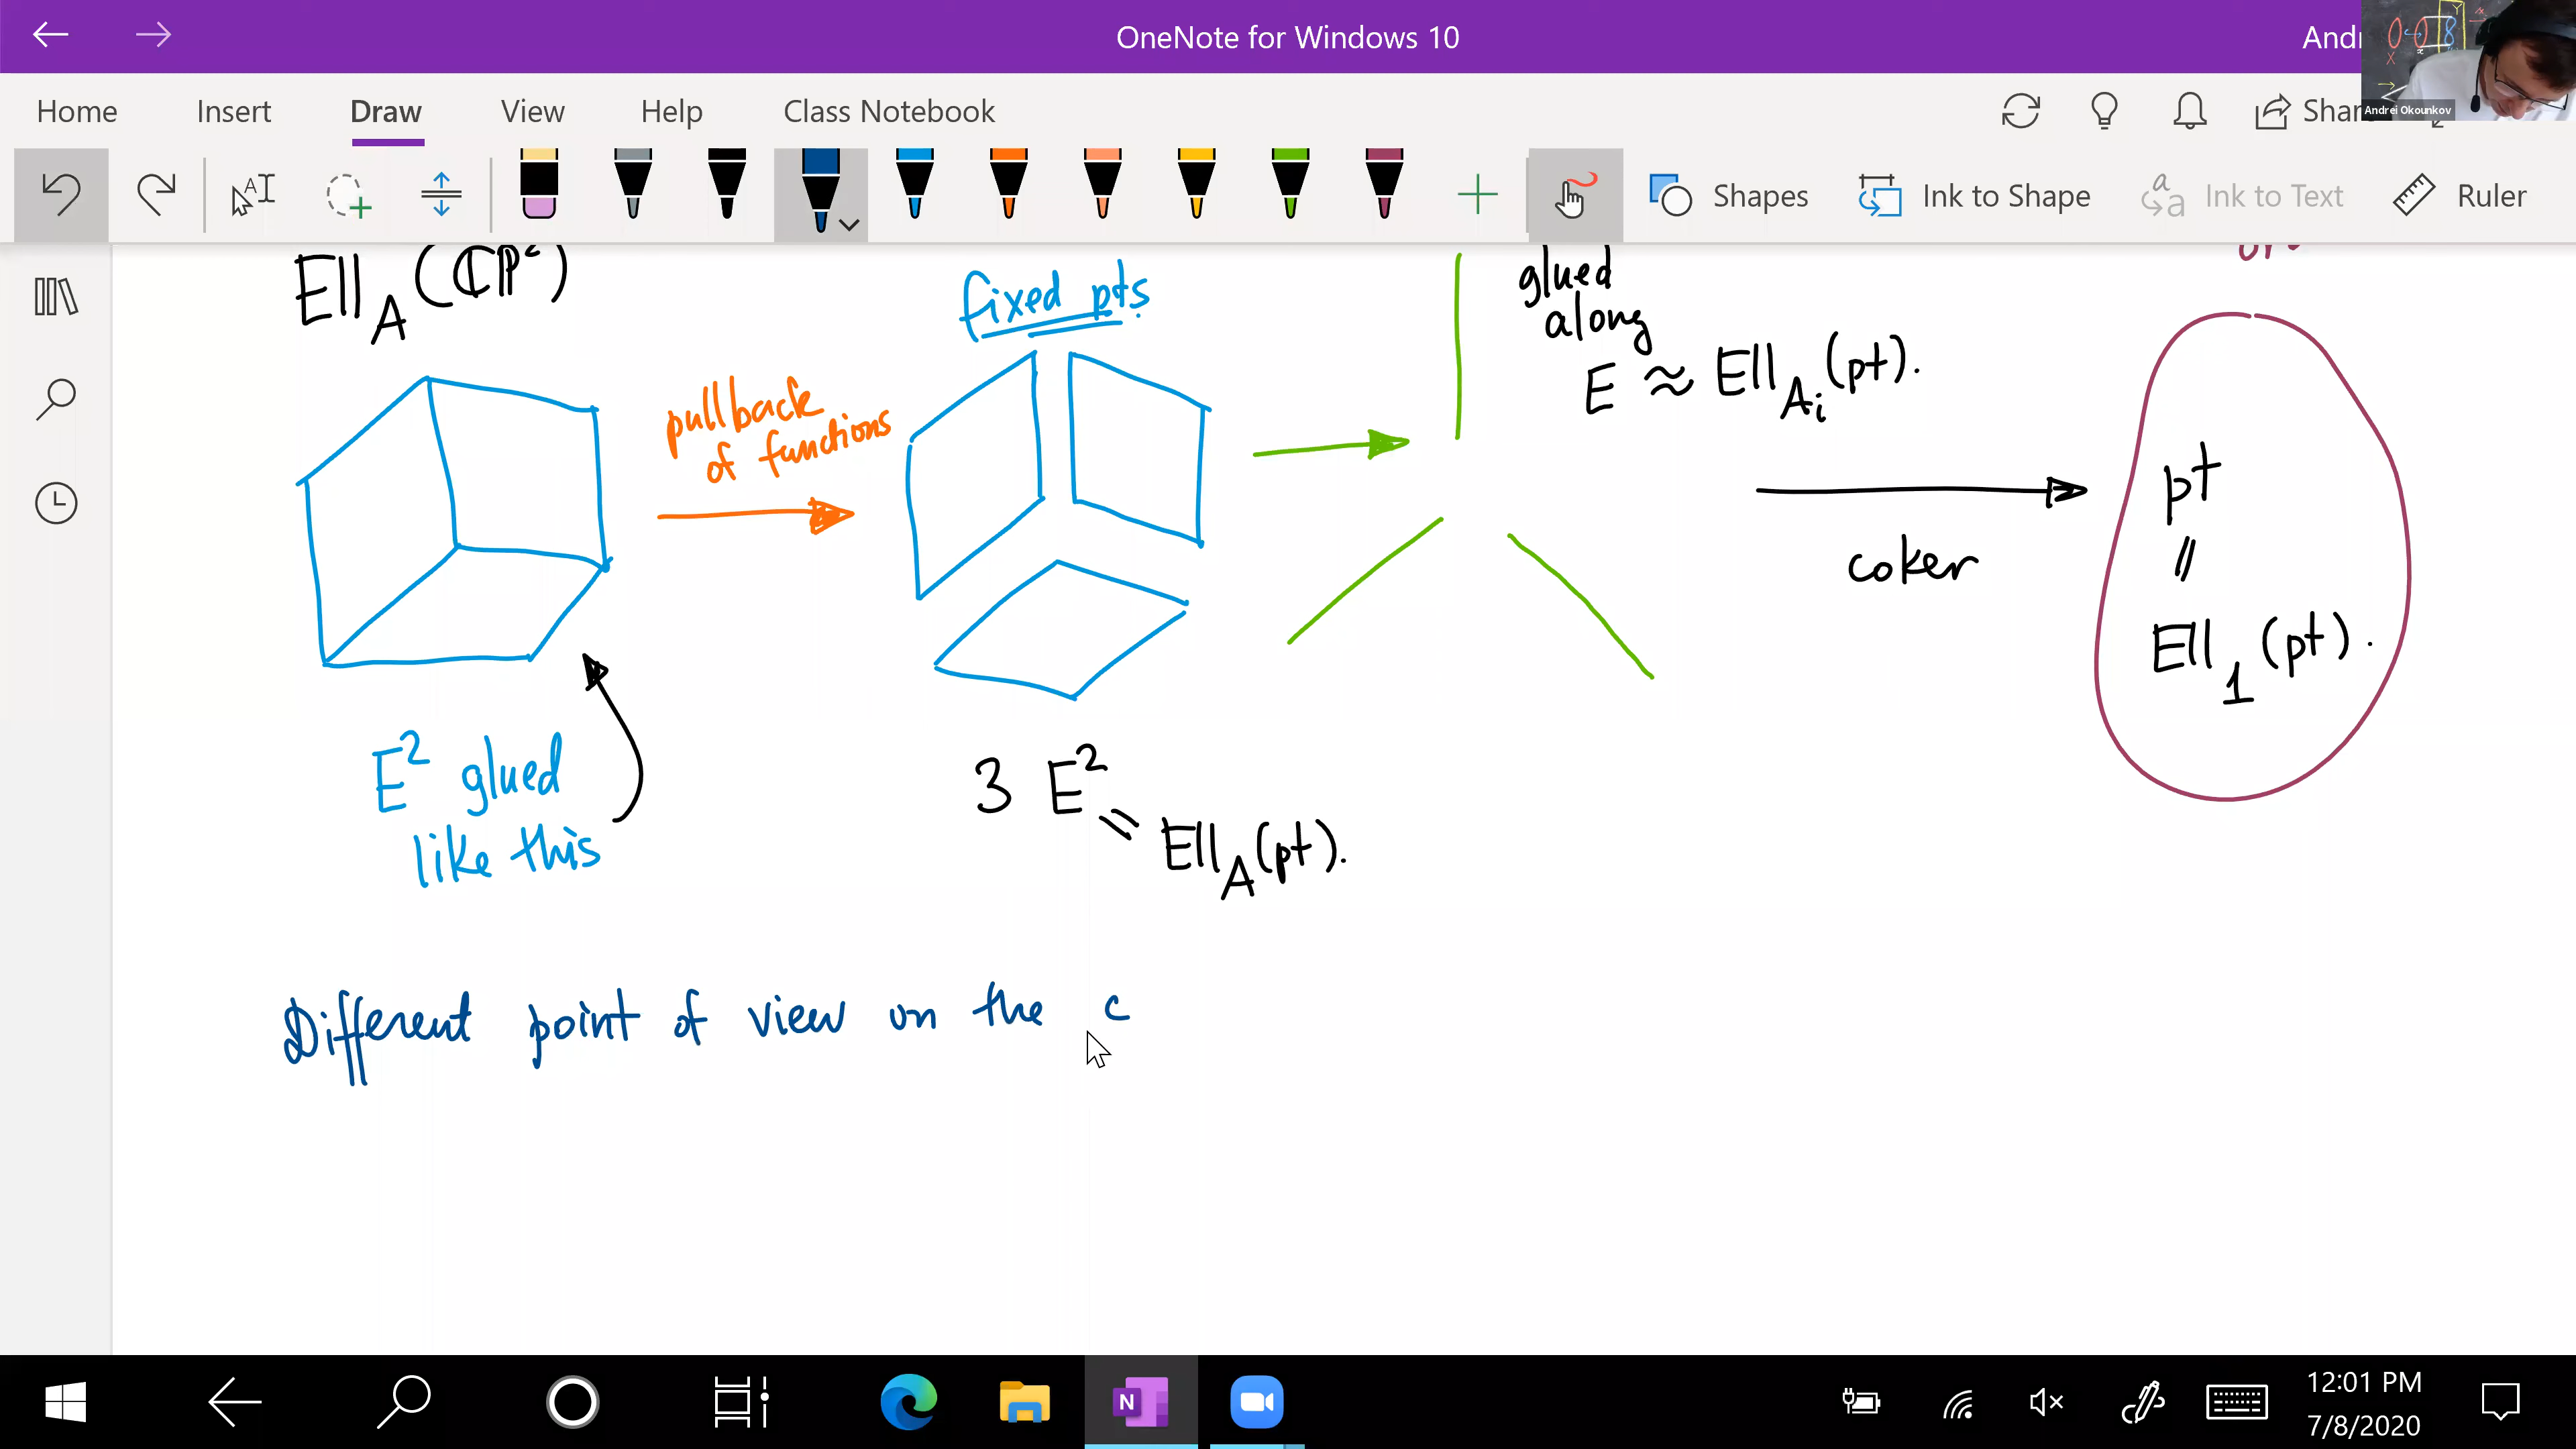 OneNote for Windows 10
Andr
Home Insert Draw View Help Class Notebook
Shar
Andrei Okounkov
Shapes Ink to Shape Ink to Text Ruler
Ell_A (ℂℙ²)
fixed pts.
glued
along
E ≈ Ell_{A_i} (pt).
pullback
of functions
coker
pt
||
Ell_1 (pt).
E² glued
like this
3 E²
= Ell_A (pt).
Different point of view on the c
12:01 PM
7/8/2020